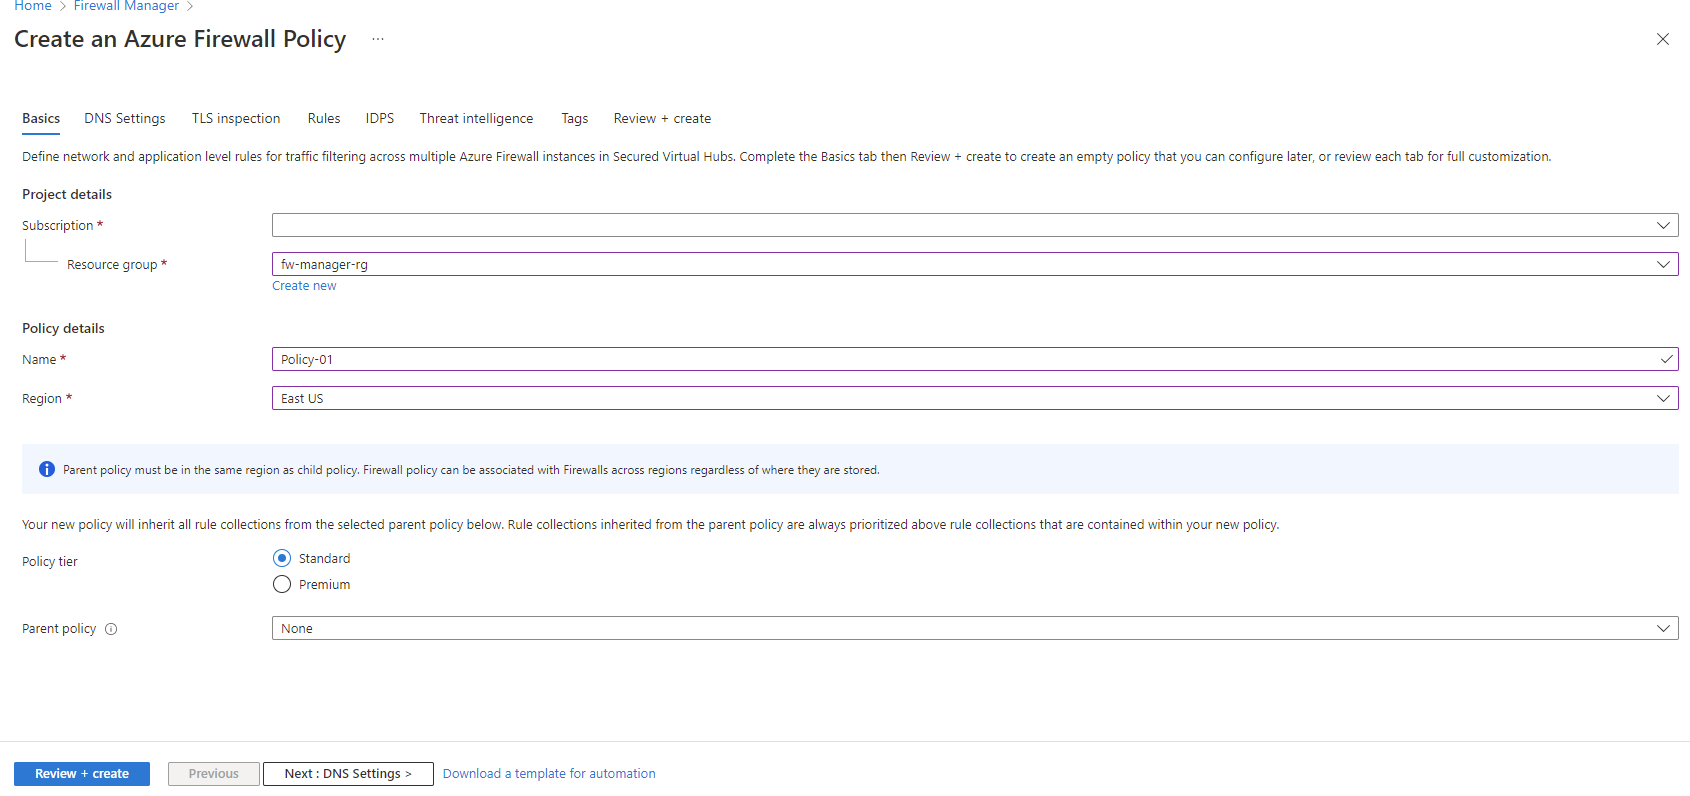 Home > Firewall Manager >
Create an Azure Firewall Policy ...
Basics DNS Settings TLS inspection Rules IDPS Threat intelligence Tags Review + create
Define network and application level rules for traffic filtering across multiple Azure Firewall instances in Secured Virtual Hubs. Complete the Basics tab then Review + create to create an empty policy that you can configure later, or review each tab for full customization.
Project details
Subscription *
Resource group * fw-manager-rg
Create new
Policy details
Name * Policy-01
Region * East US
Parent policy must be in the same region as child policy. Firewall policy can be associated with Firewalls across regions regardless of where they are stored.
Your new policy will inherit all rule collections from the selected parent policy below. Rule collections inherited from the parent policy are always prioritized above rule collections that are contained within your new policy.
Policy tier Standard
Premium
Parent policy None
Review + create Previous Next : DNS Settings > Download a template for automation